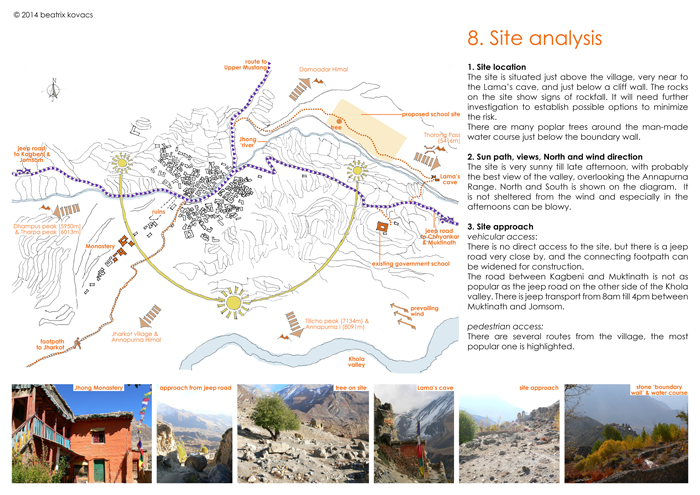 © 2014 beatrix kovacs
8. Site analysis
1. Site location
The site is situated just above the village, very near to
the Lama's cave, and just below a cliff wall. The rocks
on the site show signs of rockfall. It will need further
investigation to establish possible options to minimize
the risk.
There are many poplar trees around the man-made
water course just below the boundary wall.
2. Sun path, views, North and wind direction
The site is very sunny till late afternoon, with probably
the best view of the valley, overlooking the Annapurna
Range. North and South is shown on the diagram. It
is not sheltered from the wind and especially in the
afternoons can be blowy.
3. Site approach
vehicular access:
There is no direct access to the site, but there is a jeep
road very close by, and the connecting footpath can
be widened for construction.
The road between Kagbeni and Muktinath is not as
popular as the jeep road on the other side of the Khola
valley. There is jeep transport from 8am till 4pm between
Muktinath and Jomsom.
pedestrian access:
There are several routes from the village, the most
popular one is highlighted.
route to
Upper Mustang
Damodar Himal
proposed school site
tree
Jhong
'river'
Thorong Pass
(5416m)
jeep road
to Kagbeni &
Jomsom
Lama's
cave
ruins
Dhampus peak (5950m)
& Tharpa peak (6013m)
Monastery
jeep road
to Chhyonkar
& Muktinath
existing government school
prevailing
wind
Tilicho peak (7134m) &
Annapurna I (8091m)
Jharkot village &
Annapurna Himal
footpath
to Jharkot
Khola
valley
Jhong Monastery
approach from jeep road
tree on site
Lama's cave
site approach
stone 'boundary
wall' & water course